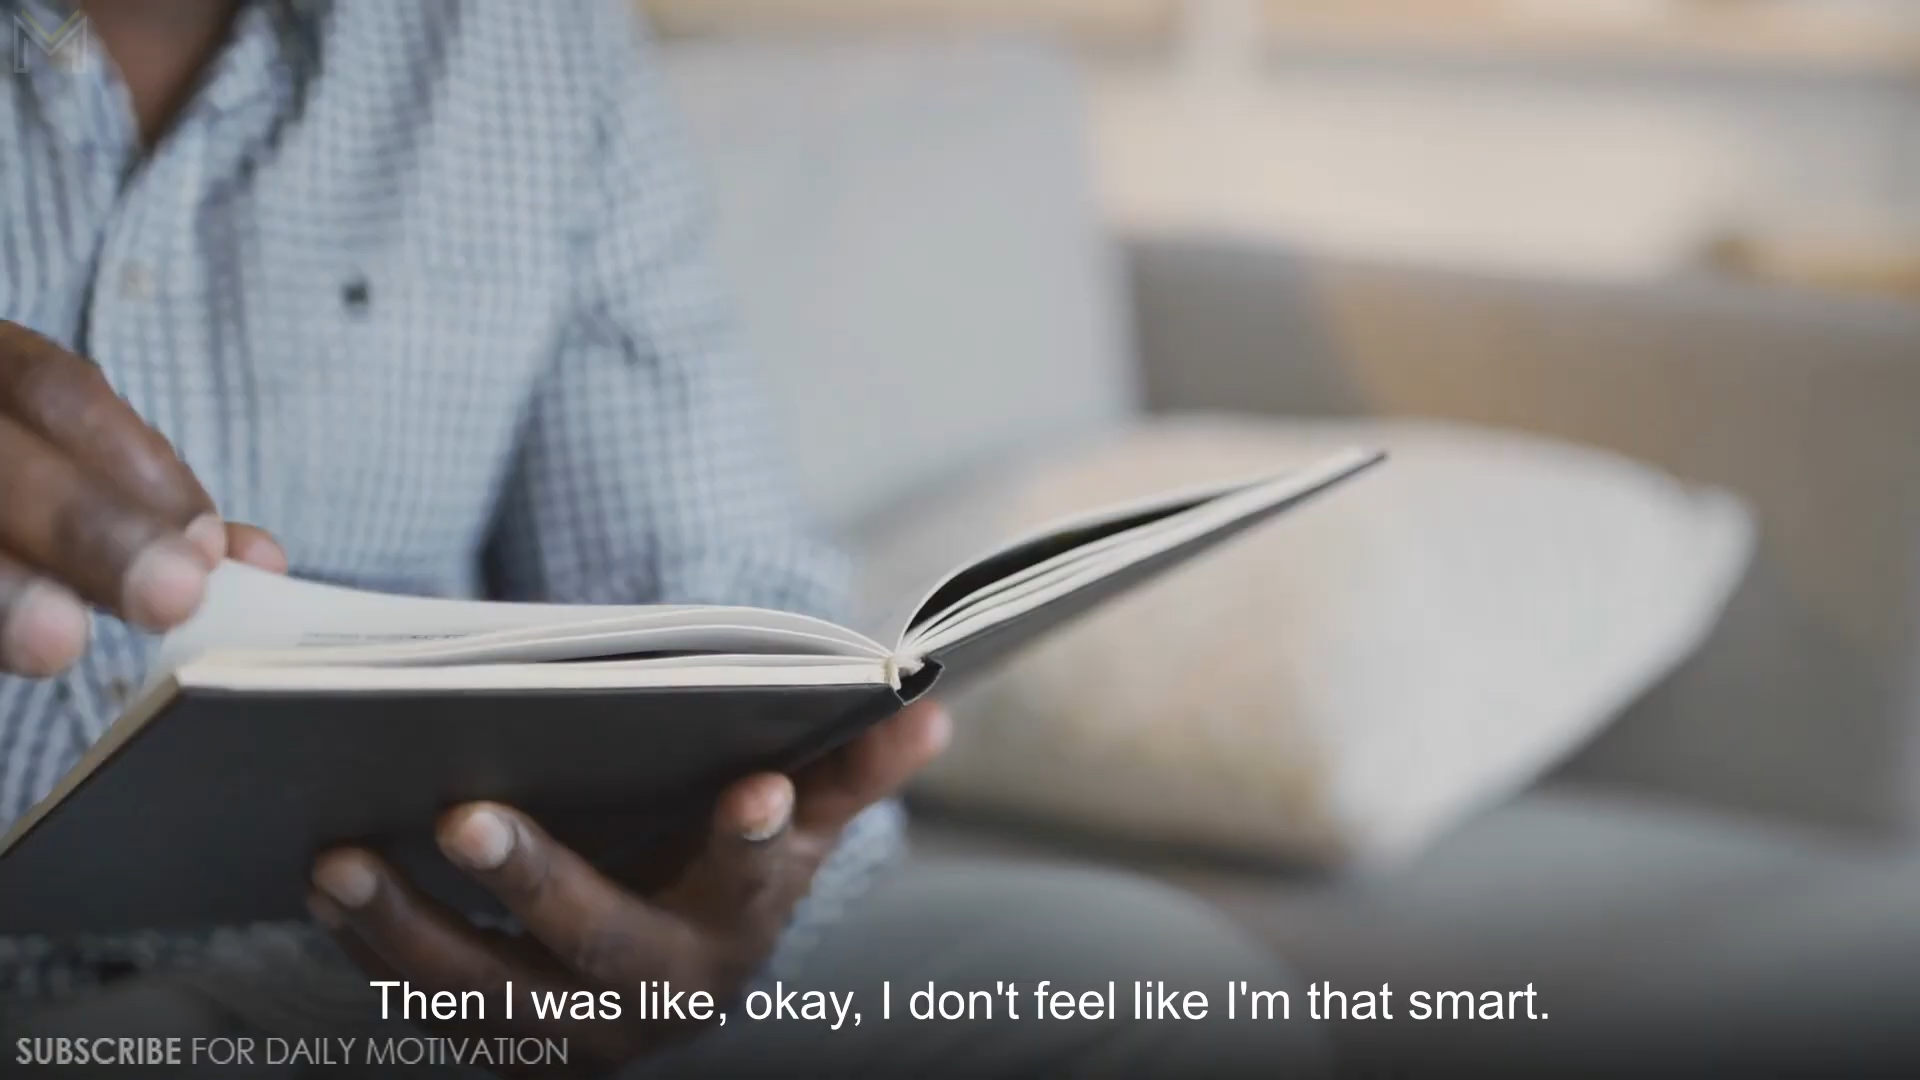 Then I was like, okay, I don't feel like I'm that smart.
SUBSCRIBE FOR DAILY MOTIVATION